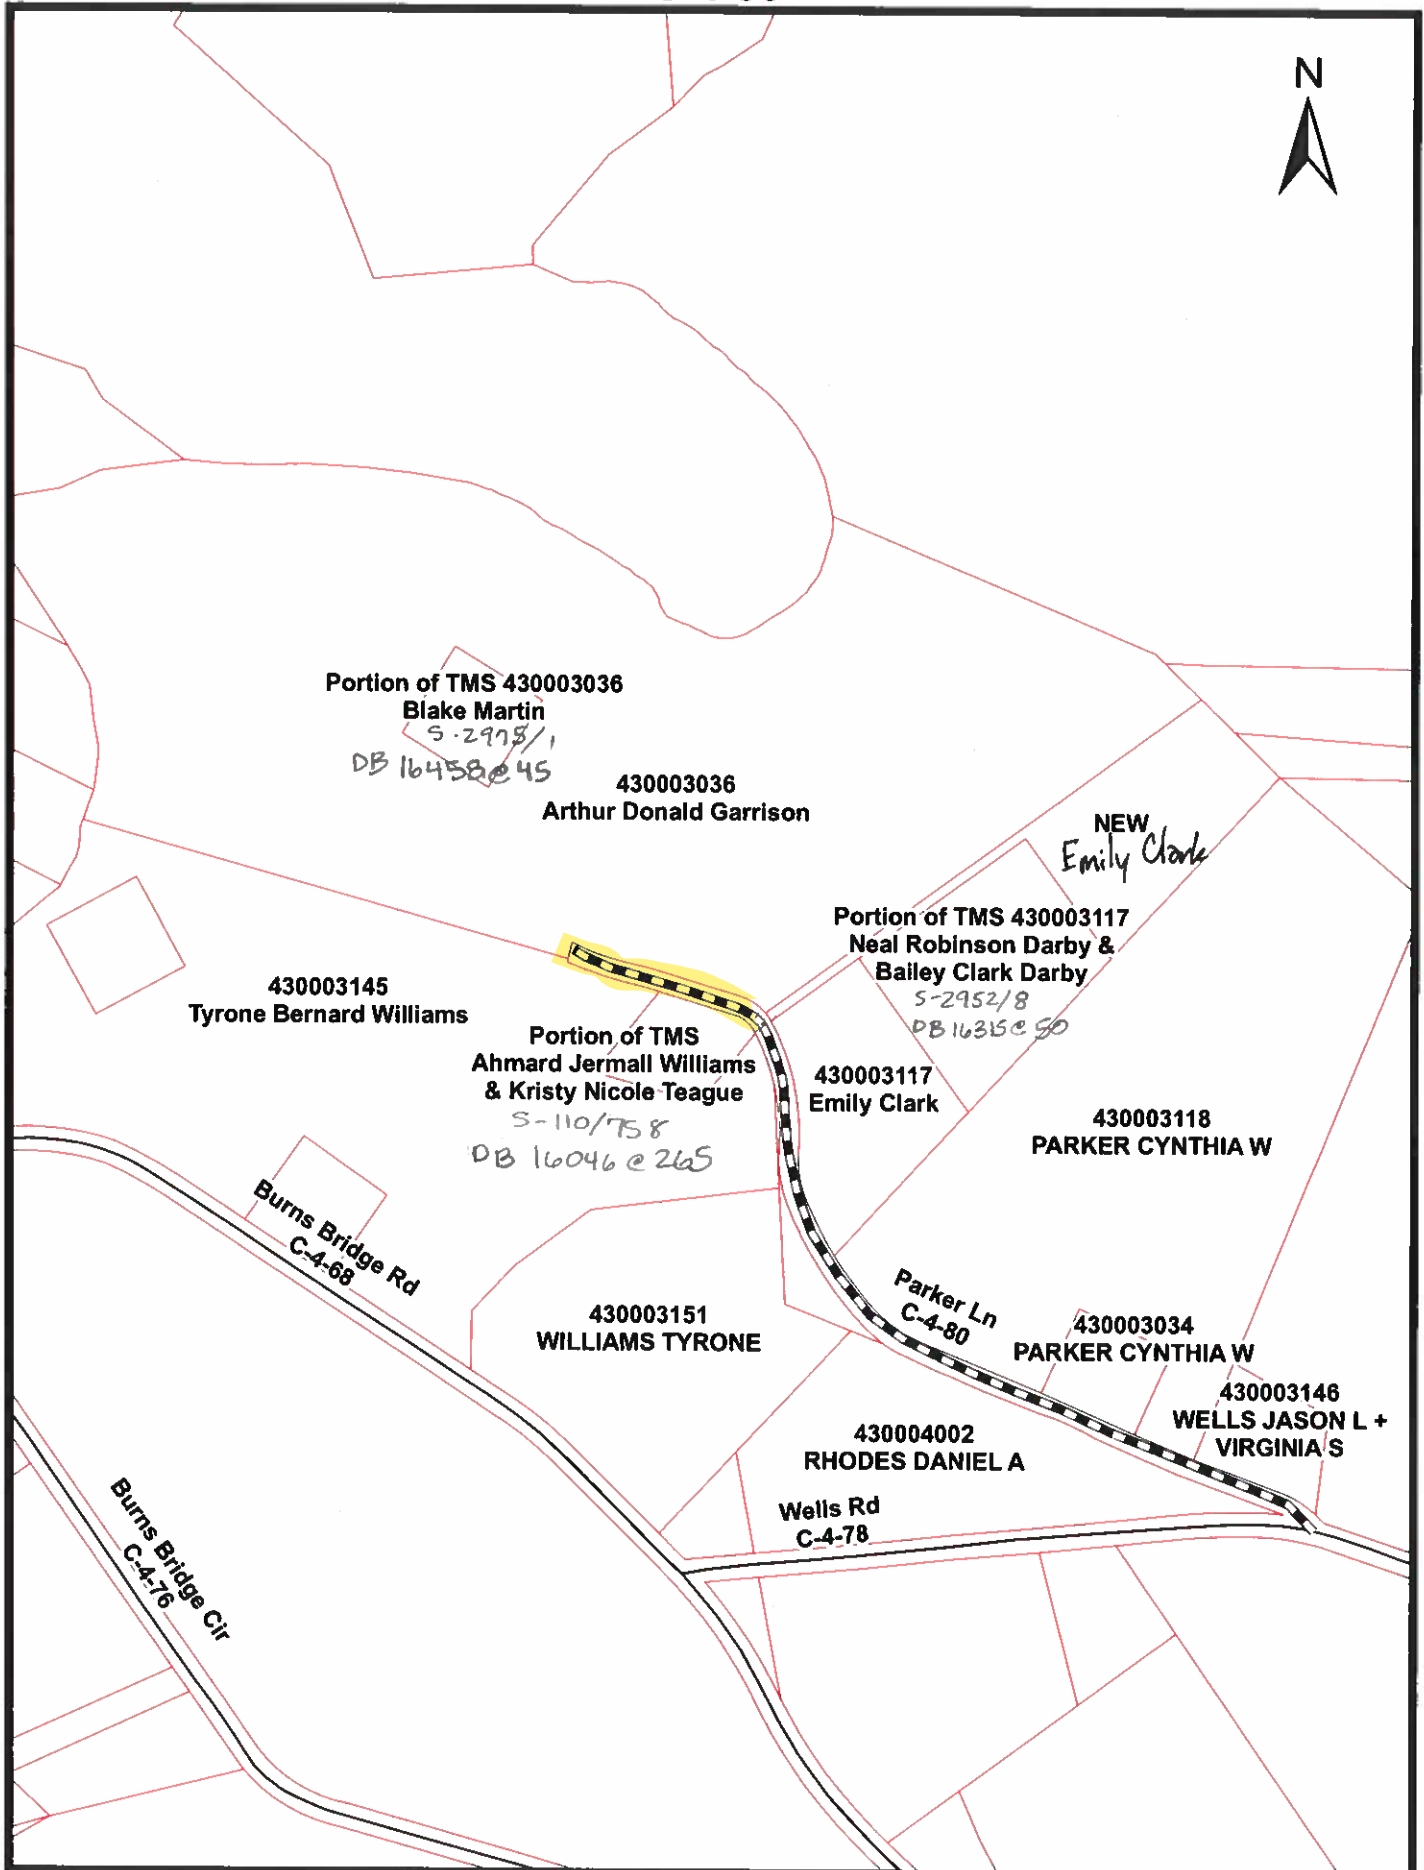 N
Portion of TMS 430003036
Blake Martin
S-2978/1
DB 16458@45
430003036
Arthur Donald Garrison
NEW
Emily Clark
Portion of TMS 430003117
Neal Robinson Darby &
Bailey Clark Darby
S-2952/8
DB 16315@50
430003145
Tyrone Bernard Williams
Portion of TMS
Ahmard Jermall Williams
& Kristy Nicole Teague
S-110/758
DB 16046@265
430003117
Emily Clark
430003118
PARKER CYNTHIA W
Burns Bridge Rd
C-4-68
Parker Ln
C-4-80
430003151
WILLIAMS TYRONE
430003034
PARKER CYNTHIA W
430003146
WELLS JASON L +
VIRGINIA S
430004002
RHODES DANIEL A
Wells Rd
C-4-78
Burns Bridge Cir
C-4-76